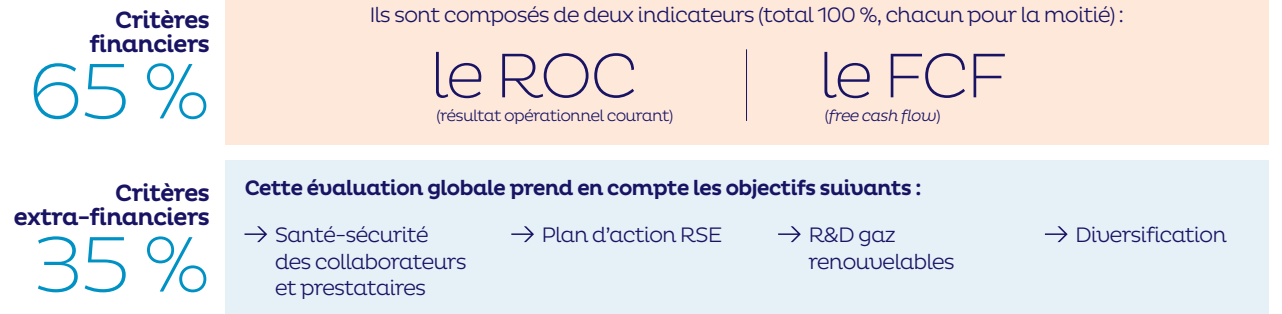 Critères
financiers
65 %
Ils sont composés de deux indicateurs (total 100 %, chacun pour la moitié) :
le ROC
(résultat opérationnel courant)
le FCF
(free cash flow)
Critères
extra-financiers
35 %
Cette évaluation globale prend en compte les objectifs suivants :
→ Santé-sécurité
des collaborateurs
et prestataires
→ Plan d'action RSE
→ R&D gaz
renouvelables
→ Diversification